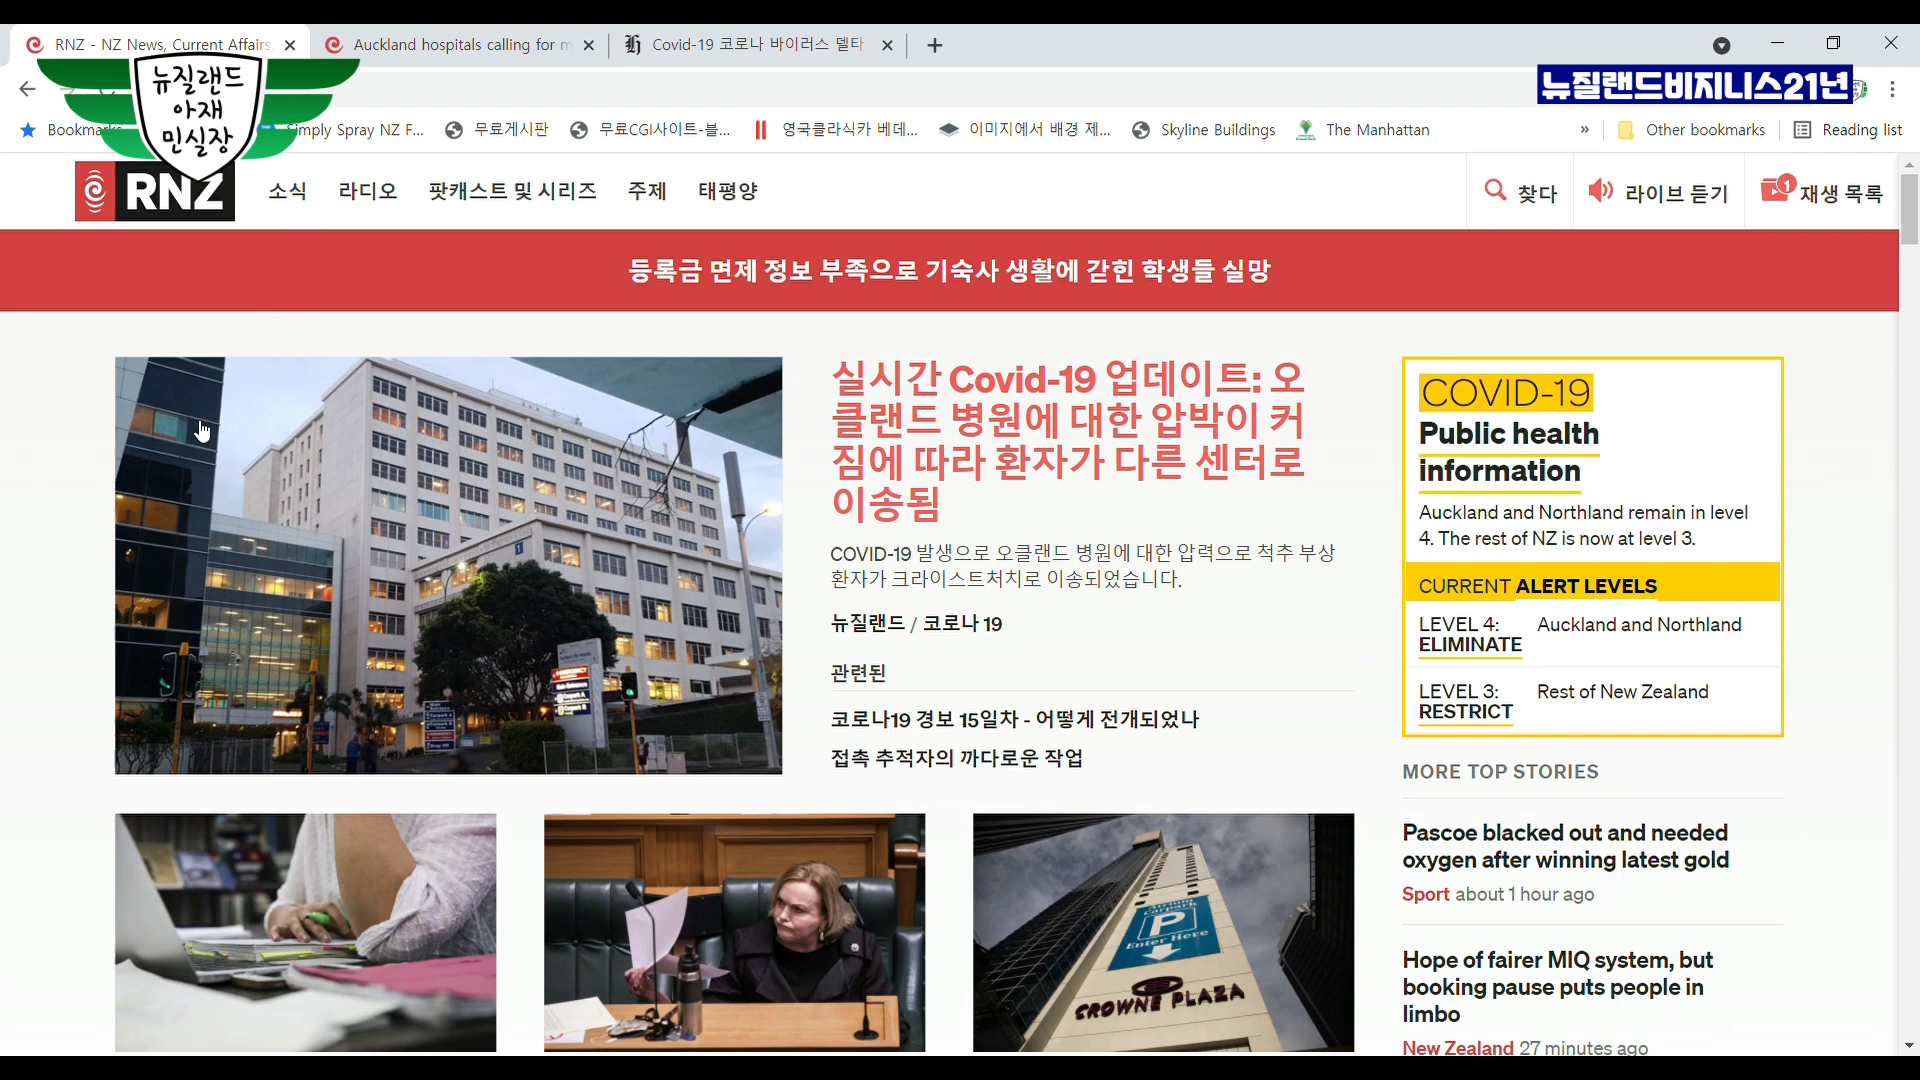 RNZ - NZ News, Current Affairs
Auckland hospitals calling for m
Covid-19 코로나 바이러스 델타
뉴질랜드
아재
민실장
뉴질랜드비지니스21년
Bookmarks
Simply Spray NZ F...
무료게시판
무료CGI사이트-블...
영국클라식카 베데...
이미지에서 배경 제...
Skyline Buildings
The Manhattan
»
Other bookmarks
Reading list
RNZ
소식
라디오
팟캐스트 및 시리즈
주제
태평양
찾다
라이브 듣기
1
재생 목록
등록금 면제 정보 부족으로 기숙사 생활에 갇힌 학생들 실망
실시간 Covid-19 업데이트: 오
클랜드 병원에 대한 압박이 커
짐에 따라 환자가 다른 센터로
이송됨
COVID-19 발생으로 오클랜드 병원에 대한 압력으로 척추 부상
환자가 크라이스트처치로 이송되었습니다.
뉴질랜드 / 코로나 19
관련된
코로나19 경보 15일차 - 어떻게 전개되었나
접촉 추적자의 까다로운 작업
COVID-19
Public health
information
Auckland and Northland remain in level
4. The rest of NZ is now at level 3.
CURRENT ALERT LEVELS
LEVEL 4:
ELIMINATE
Auckland and Northland
LEVEL 3:
RESTRICT
Rest of New Zealand
MORE TOP STORIES
Pascoe blacked out and needed
oxygen after winning latest gold
Sport about 1 hour ago
Hope of fairer MIQ system, but
booking pause puts people in
limbo
New Zealand 27 minutes ago
Atrium
Carpark
P
Enter Here
CROWNE PLAZA